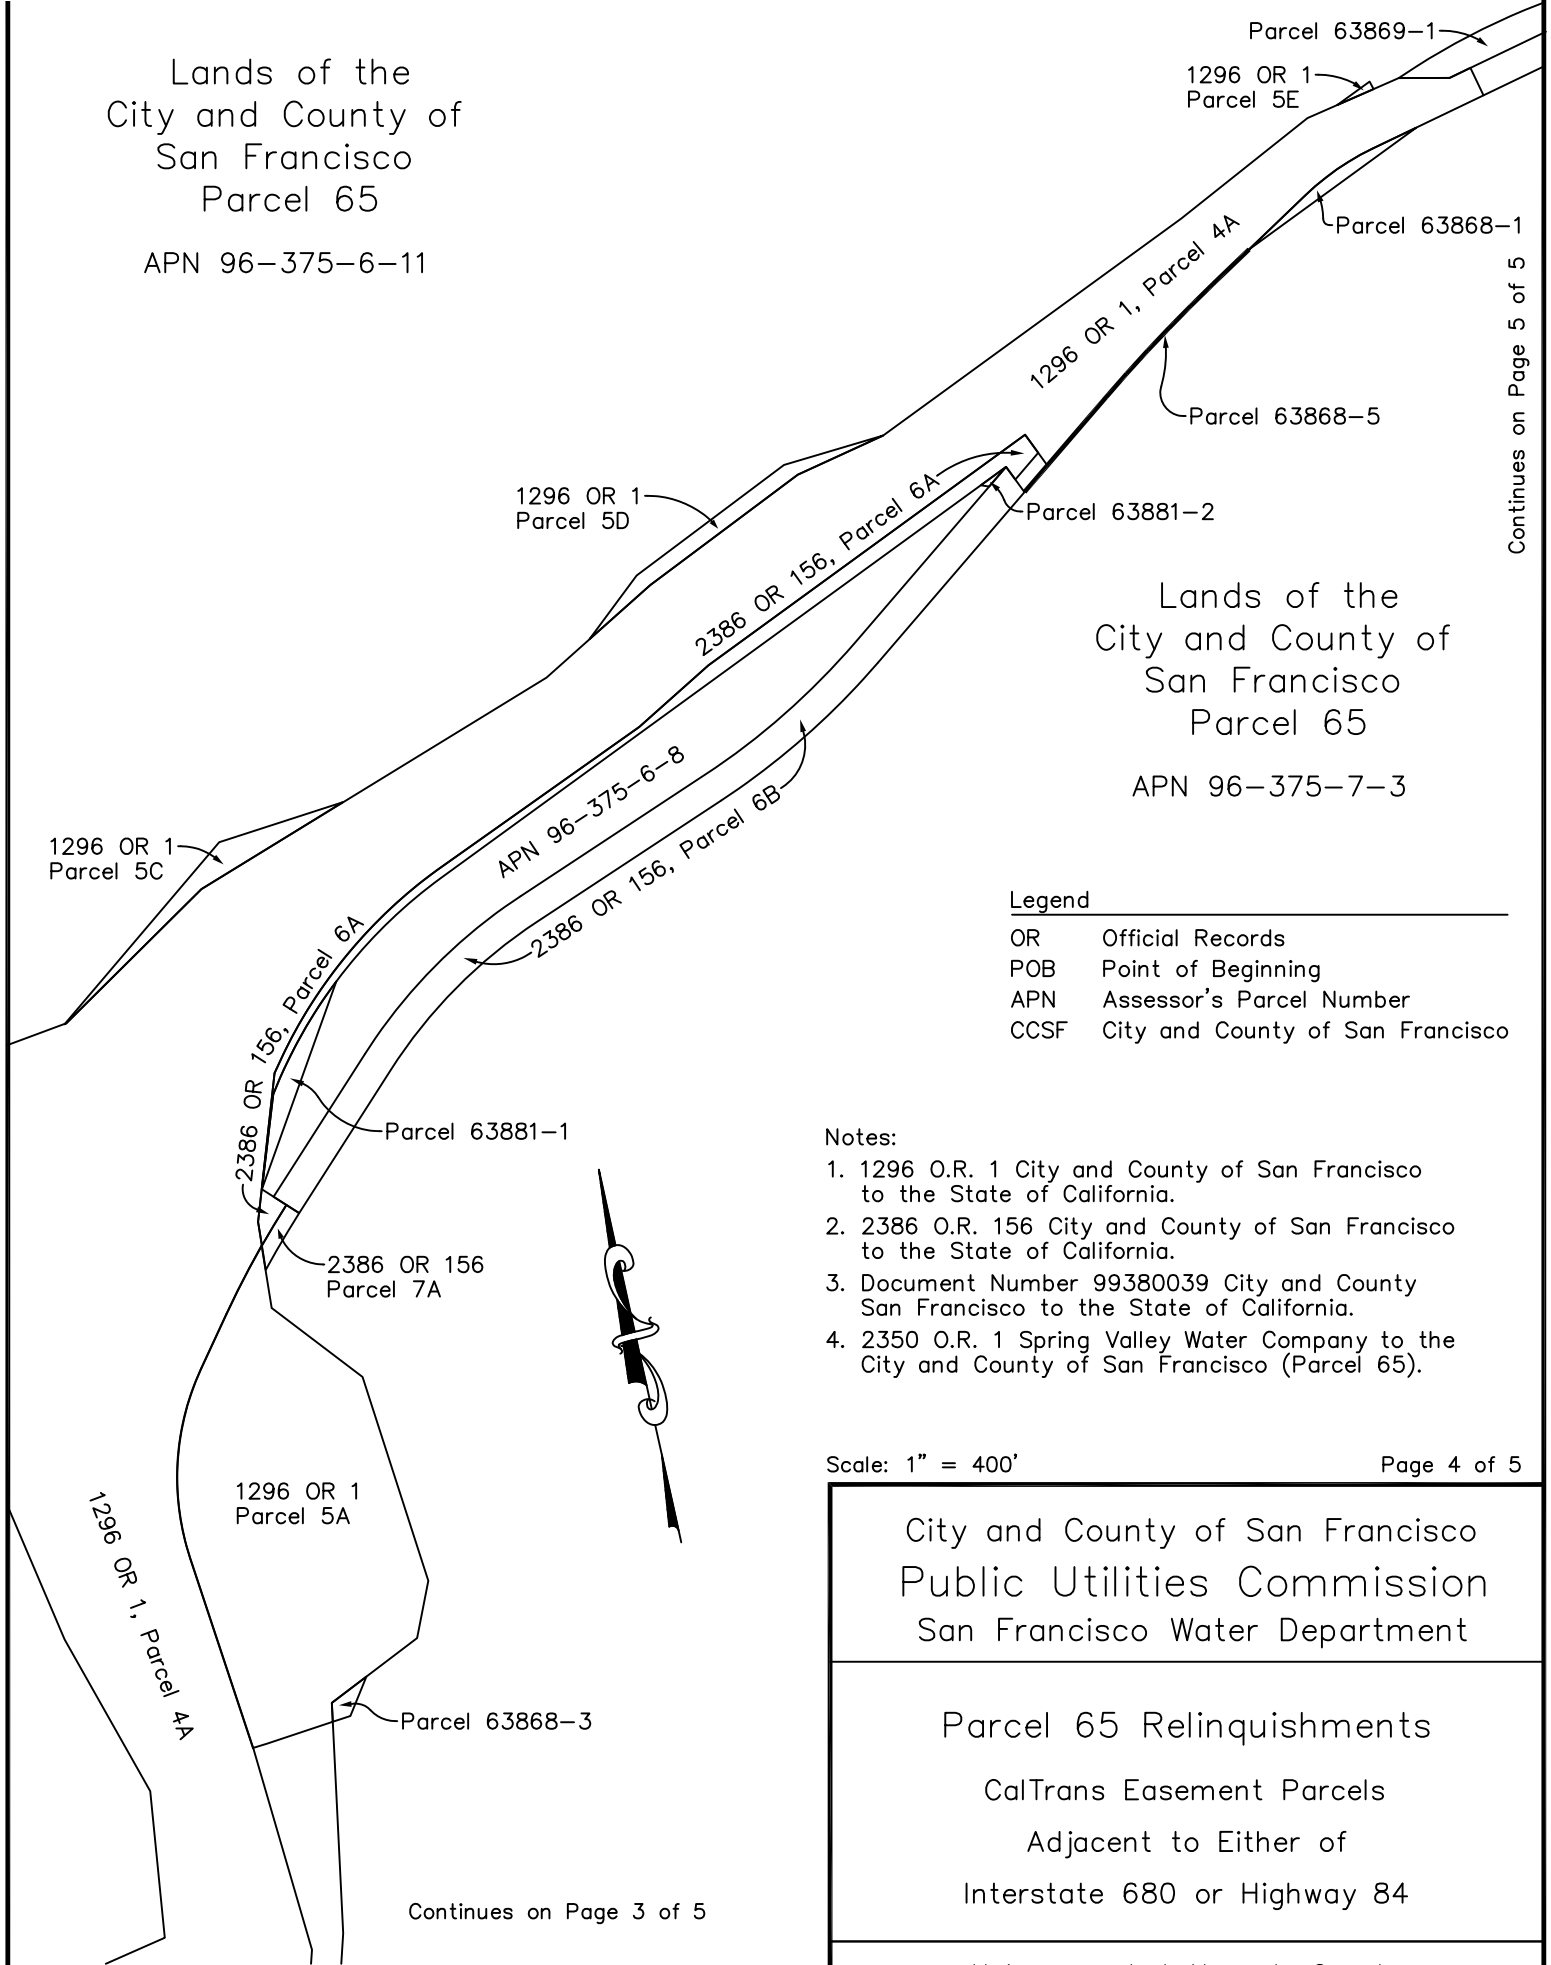 Lands of the
City and County of
San Francisco
Parcel 65
APN 96-375-6-11
Parcel 63869-1
1296 OR 1
Parcel 5E
Parcel 63868-1
1296 OR 1, Parcel 4A
Continues on Page 5 of 5
Parcel 63868-5
1296 OR 1
Parcel 5D
2386 OR 156, Parcel 6A
Parcel 63881-2
Lands of the
City and County of
San Francisco
Parcel 65
APN 96-375-7-3
APN 96-375-6-8
2386 OR 156, Parcel 6B
1296 OR 1
Parcel 5C
2386 OR 156, Parcel 6A
Legend
OR Official Records
POB Point of Beginning
APN Assessor's Parcel Number
CCSF City and County of San Francisco
Parcel 63881-1
2386 OR 156
Parcel 7A
Notes:
1. 1296 O.R. 1 City and County of San Francisco
to the State of California.
2. 2386 O.R. 156 City and County of San Francisco
to the State of California.
3. Document Number 99380039 City and County
San Francisco to the State of California.
4. 2350 O.R. 1 Spring Valley Water Company to the
City and County of San Francisco (Parcel 65).
Scale: 1" = 400'
Page 4 of 5
1296 OR 1
Parcel 5A
1296 OR 1, Parcel 4A
Parcel 63868-3
Continues on Page 3 of 5
City and County of San Francisco
Public Utilities Commission
San Francisco Water Department
Parcel 65 Relinquishments
CalTrans Easement Parcels
Adjacent to Either of
Interstate 680 or Highway 84